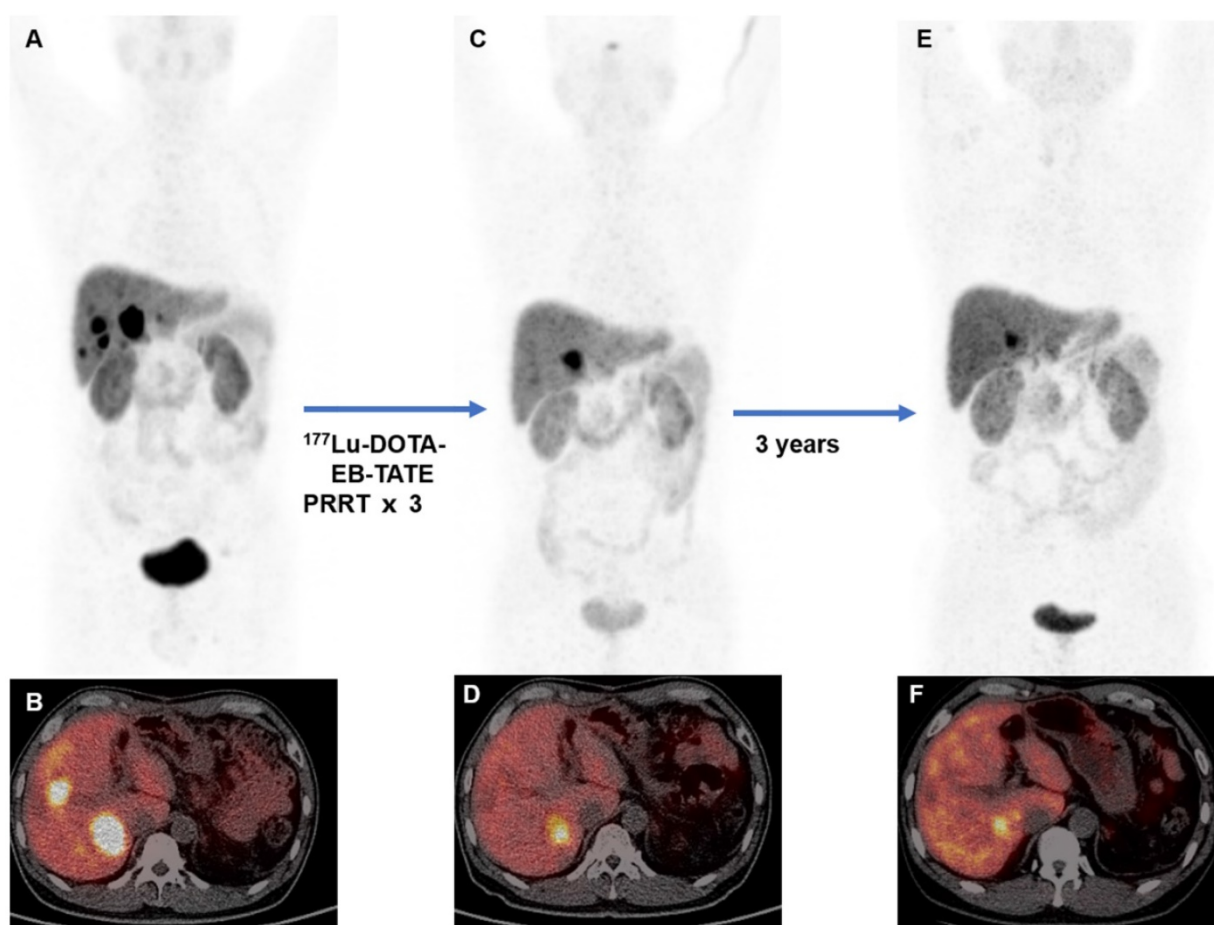 A
C
E
¹⁷⁷Lu-DOTA-
EB-TATE
PRRT x 3
3 years
B
D
F